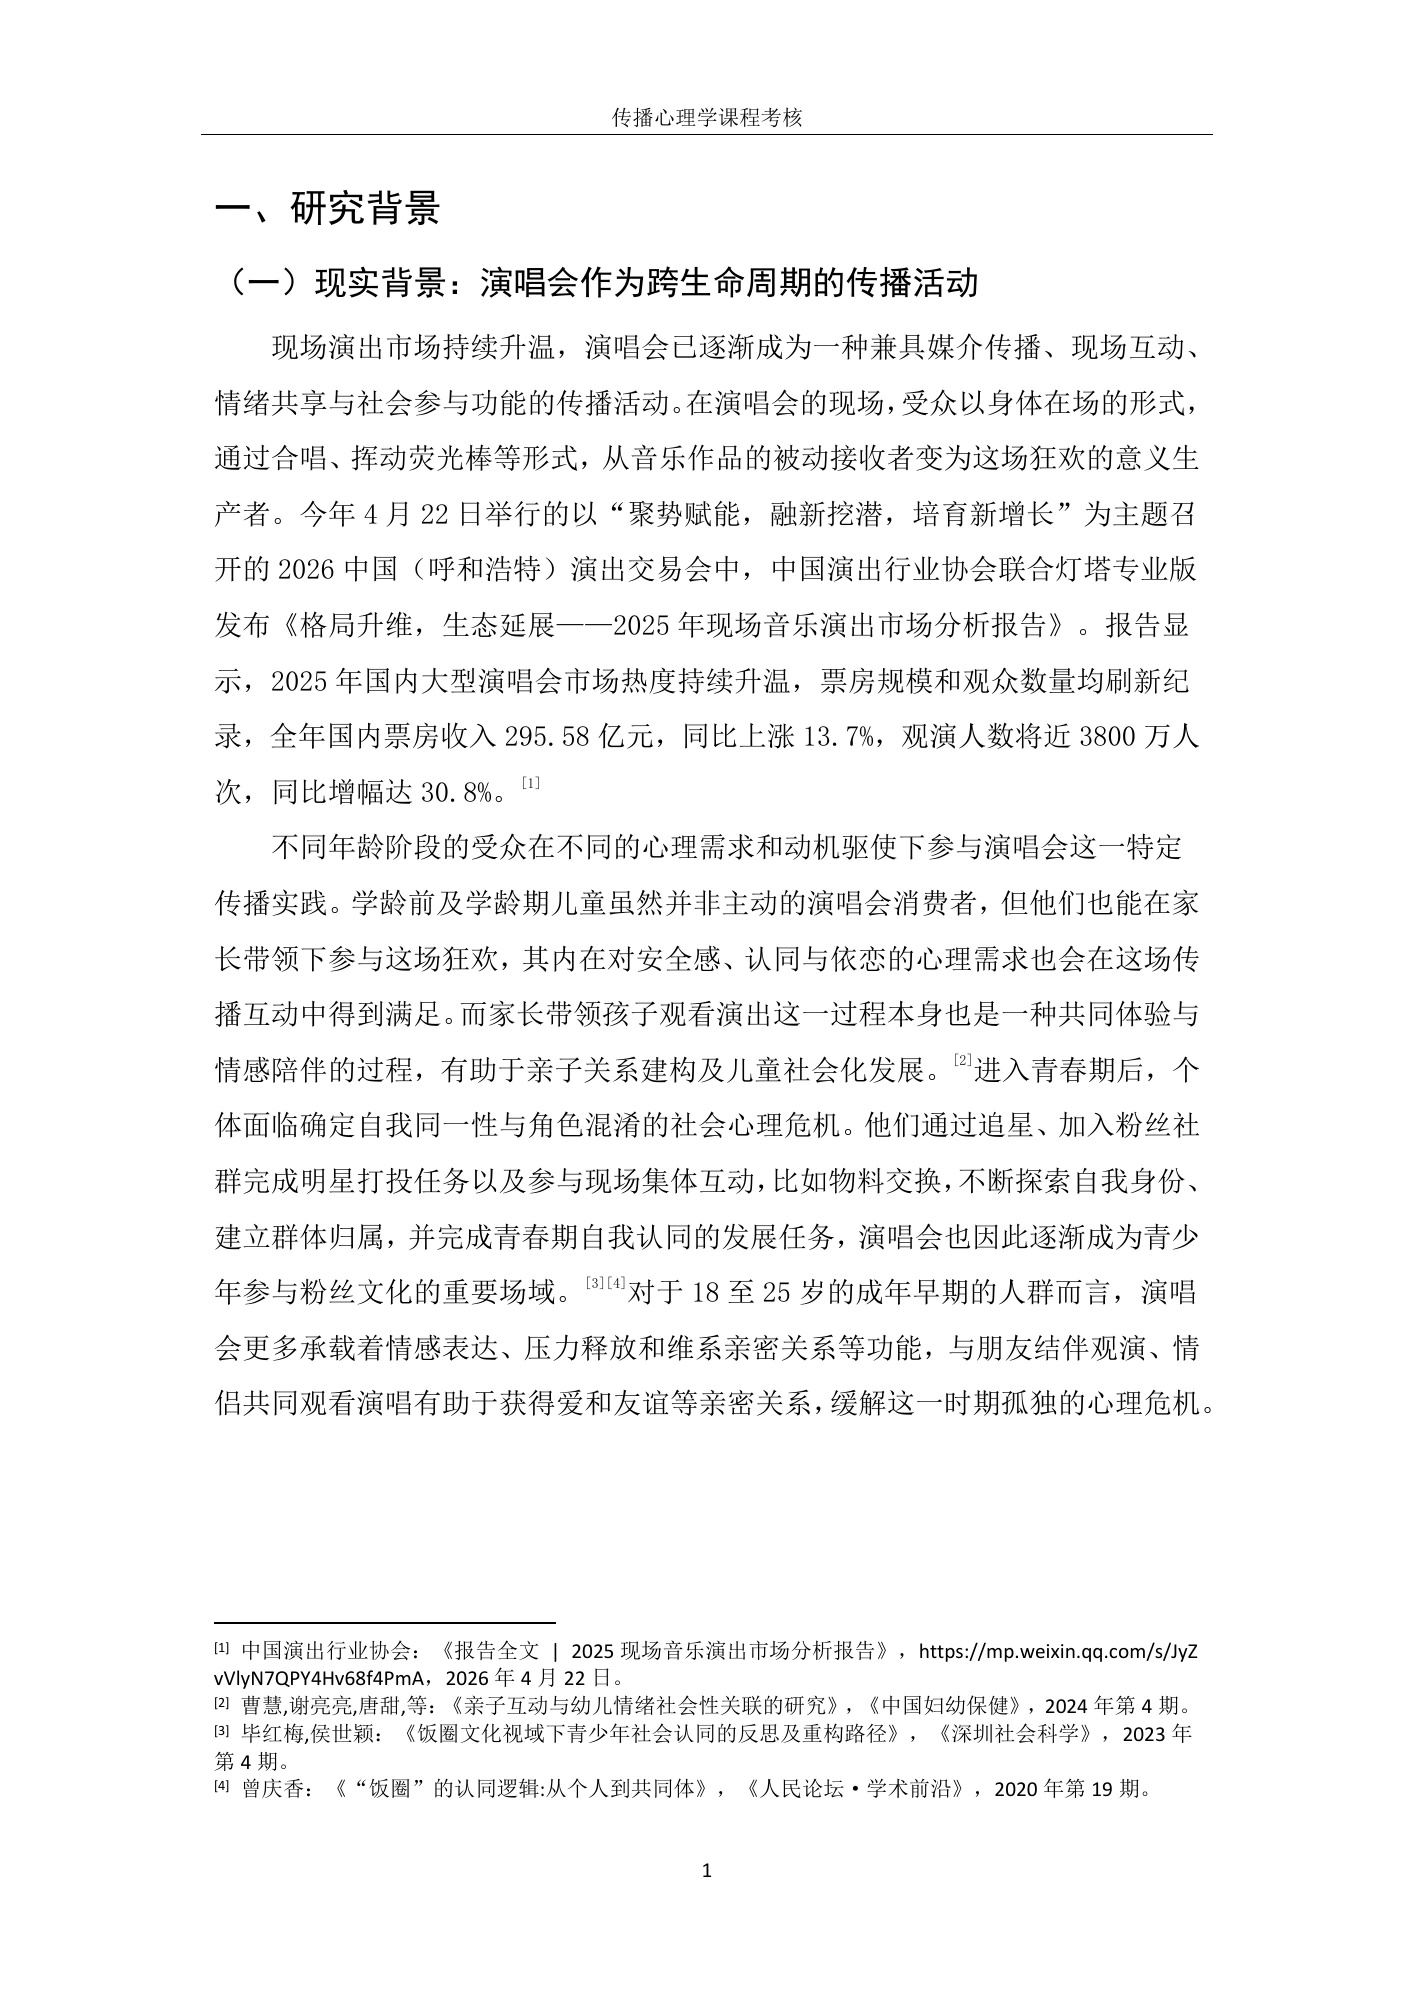 传播心理学课程考核
一、研究背景
（一）现实背景：演唱会作为跨生命周期的传播活动
现场演出市场持续升温，演唱会已逐渐成为一种兼具媒介传播、现场互动、
情绪共享与社会参与功能的传播活动。在演唱会的现场，受众以身体在场的形式，
通过合唱、挥动荧光棒等形式，从音乐作品的被动接收者变为这场狂欢的意义生
产者。今年 4 月 22 日举行的以“聚势赋能，融新挖潜，培育新增长”为主题召
开的 2026 中国（呼和浩特）演出交易会中，中国演出行业协会联合灯塔专业版
发布《格局升维，生态延展——2025 年现场音乐演出市场分析报告》。报告显
示，2025 年国内大型演唱会市场热度持续升温，票房规模和观众数量均刷新纪
录，全年国内票房收入 295.58 亿元，同比上涨 13.7%，观演人数将近 3800 万人
次，同比增幅达 30.8%。[1]
不同年龄阶段的受众在不同的心理需求和动机驱使下参与演唱会这一特定
传播实践。学龄前及学龄期儿童虽然并非主动的演唱会消费者，但他们也能在家
长带领下参与这场狂欢，其内在对安全感、认同与依恋的心理需求也会在这场传
播互动中得到满足。而家长带领孩子观看演出这一过程本身也是一种共同体验与
情感陪伴的过程，有助于亲子关系建构及儿童社会化发展。[2]进入青春期后，个
体面临确定自我同一性与角色混淆的社会心理危机。他们通过追星、加入粉丝社
群完成明星打投任务以及参与现场集体互动，比如物料交换，不断探索自我身份、
建立群体归属，并完成青春期自我认同的发展任务，演唱会也因此逐渐成为青少
年参与粉丝文化的重要场域。[3][4]对于 18 至 25 岁的成年早期的人群而言，演唱
会更多承载着情感表达、压力释放和维系亲密关系等功能，与朋友结伴观演、情
侣共同观看演唱有助于获得爱和友谊等亲密关系，缓解这一时期孤独的心理危机。
[1] 中国演出行业协会：《报告全文 | 2025 现场音乐演出市场分析报告》，https://mp.weixin.qq.com/s/JyZ
vVlyN7QPY4Hv68f4PmA，2026 年 4 月 22 日。
[2] 曹慧,谢亮亮,唐甜,等：《亲子互动与幼儿情绪社会性关联的研究》，《中国妇幼保健》，2024 年第 4 期。
[3] 毕红梅,侯世颖：《饭圈文化视域下青少年社会认同的反思及重构路径》，《深圳社会科学》，2023 年
第 4 期。
[4] 曾庆香：《“饭圈”的认同逻辑:从个人到共同体》，《人民论坛·学术前沿》，2020 年第 19 期。
1